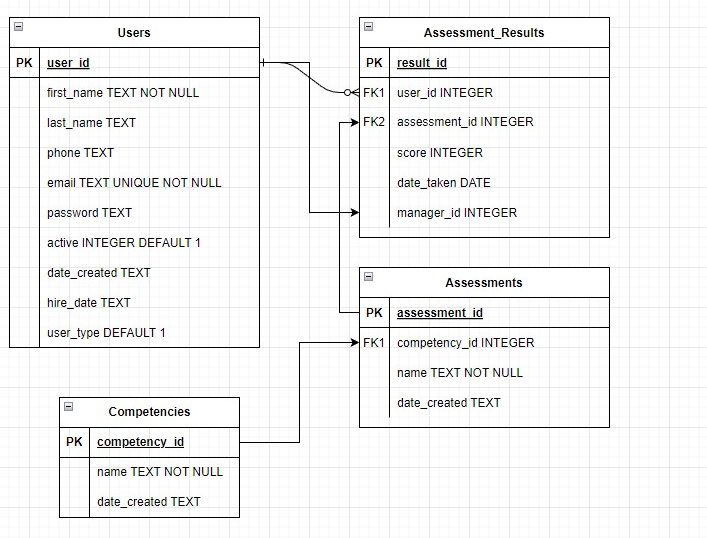 Users
PK user_id
first_name TEXT NOT NULL
last_name TEXT
phone TEXT
email TEXT UNIQUE NOT NULL
password TEXT
active INTEGER DEFAULT 1
date_created TEXT
hire_date TEXT
user_type DEFAULT 1
Assessment_Results
PK result_id
FK1 user_id INTEGER
FK2 assessment_id INTEGER
score INTEGER
date_taken DATE
manager_id INTEGER
Assessments
PK assessment_id
FK1 competency_id INTEGER
name TEXT NOT NULL
date_created TEXT
Competencies
PK competency_id
name TEXT NOT NULL
date_created TEXT